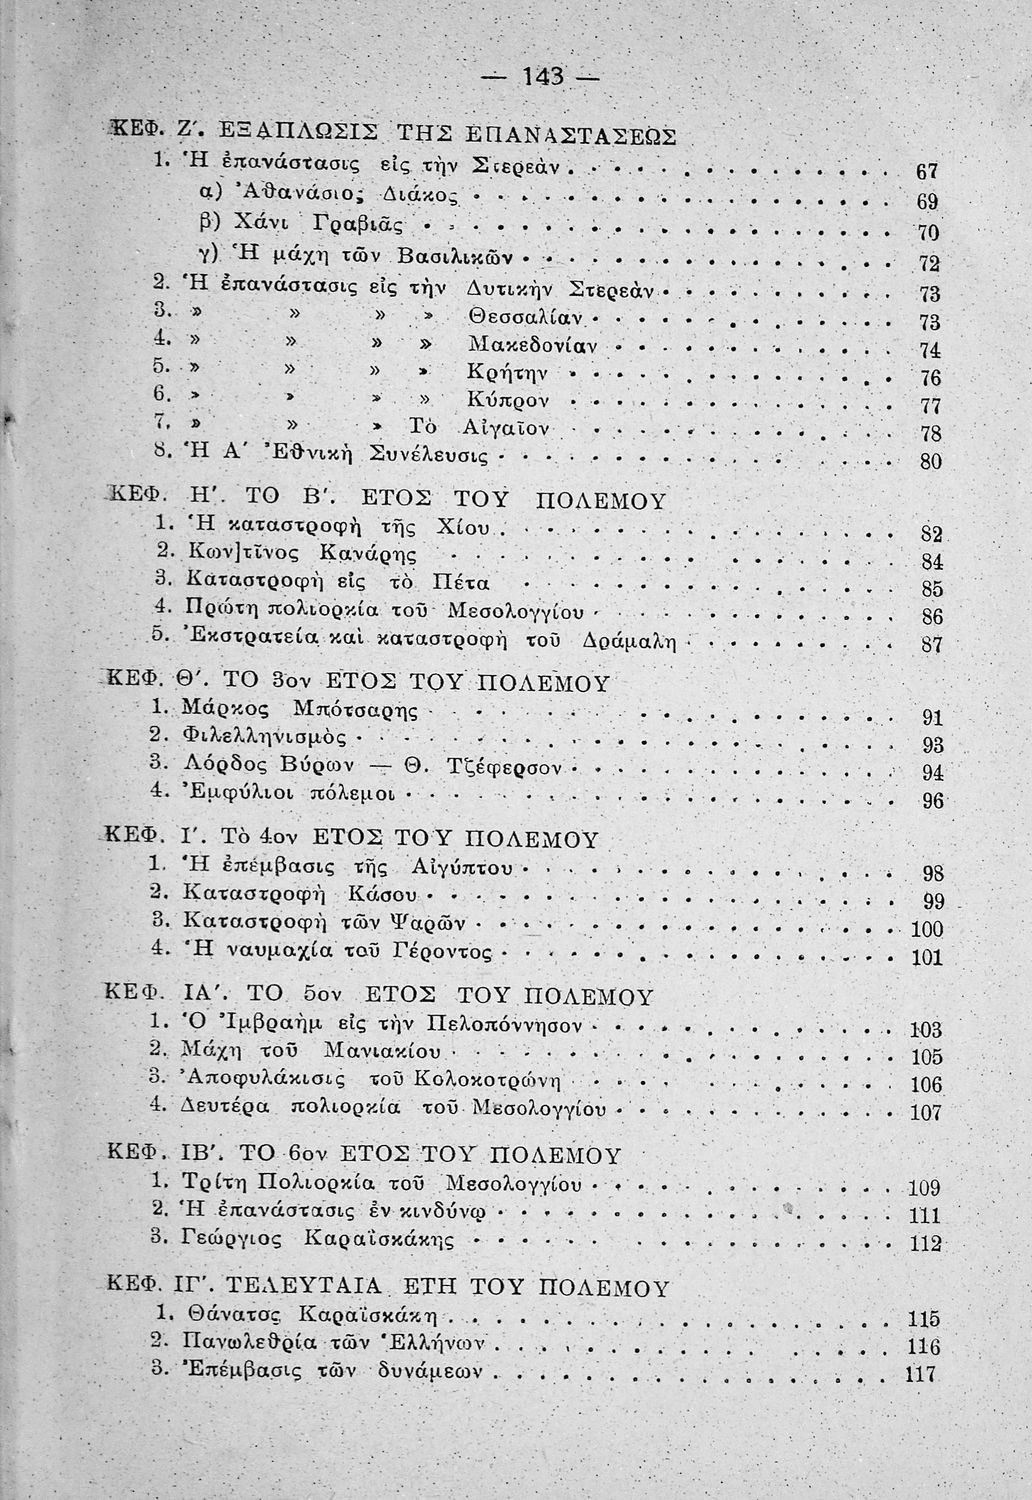 — 143 —
ΚΕΦ. Ζ΄. ΕΞΑΠΛΩΣΙΣ ΤΗΣ ΕΠΑΝΑΣΤΑΣΕΩΣ
1. Ἡ ἐπανάστασις εἰς τὴν Στερεὰν . . . . . . . . . . . . . . 67
α) Ἀθανάσιος Διάκος . . . . . . . . . . . . . . . . . . 69
β) Χάνι Γραβιᾶς . . . . . . . . . . . . . . . . . . . . 70
γ) Ἡ μάχη τῶν Βασιλικῶν . . . . . . . . . . . . . . . . 72
2. Ἡ ἐπανάστασις εἰς τὴν Δυτικὴν Στερεὰν . . . . . . . . . . 73
3. » » » » Θεσσαλίαν . . . . . . . . . . . . . 73
4. » » » » Μακεδονίαν . . . . . . . . . . . . 74
5. » » » » Κρήτην . . . . . . . . . . . . . . 76
6. » » » » Κύπρον . . . . . . . . . . . . . . 77
7. » » » Τὸ Αἰγαῖον . . . . . . . . . . . . . . 78
8. Ἡ Α΄ Ἐθνικὴ Συνέλευσις . . . . . . . . . . . . . . . . . 80
ΚΕΦ. Η΄. ΤΟ Β΄. ΕΤΟΣ ΤΟΥ ΠΟΛΕΜΟΥ
1. Ἡ καταστροφὴ τῆς Χίου . . . . . . . . . . . . . . . . . 82
2. Κων]τῖνος Κανάρης . . . . . . . . . . . . . . . . . . . 84
3. Καταστροφὴ εἰς τὸ Πέτα . . . . . . . . . . . . . . . . 85
4. Πρώτη πολιορκία τοῦ Μεσολογγίου . . . . . . . . . . . . 86
5. Ἐκστρατεία καὶ καταστροφὴ τοῦ Δράμαλη . . . . . . . . . 87
ΚΕΦ. Θ΄. ΤΟ 3ον ΕΤΟΣ ΤΟΥ ΠΟΛΕΜΟΥ
1. Μάρκος Μπότσαρης . . . . . . . . . . . . . . . . . . . 91
2. Φιλελληνισμὸς . . . . . . . . . . . . . . . . . . . . . 93
3. Λόρδος Βύρων — Θ. Τζέφερσον . . . . . . . . . . . . . . 94
4. Ἐμφύλιοι πόλεμοι . . . . . . . . . . . . . . . . . . . 96
ΚΕΦ. Ι΄. Τὸ 4ον ΕΤΟΣ ΤΟΥ ΠΟΛΕΜΟΥ
1. Ἡ ἐπέμβασις τῆς Αἰγύπτου . . . . . . . . . . . . . . . 98
2. Καταστροφὴ Κάσου . . . . . . . . . . . . . . . . . . . 99
3. Καταστροφὴ τῶν Ψαρῶν . . . . . . . . . . . . . . . . . 100
4. Ἡ ναυμαχία τοῦ Γέροντος . . . . . . . . . . . . . . . . 101
ΚΕΦ. ΙΑ΄. ΤΟ 5ον ΕΤΟΣ ΤΟΥ ΠΟΛΕΜΟΥ
1. Ὁ Ἰμβραὴμ εἰς τὴν Πελοπόννησον . . . . . . . . . . . . . 103
2. Μάχη τοῦ Μανιακίου . . . . . . . . . . . . . . . . . . 105
3. Ἀποφυλάκισις τοῦ Κολοκοτρώνη . . . . . . . . . . . . . . 106
4. Δευτέρα πολιορκία τοῦ Μεσολογγίου . . . . . . . . . . . 107
ΚΕΦ. ΙΒ΄. ΤΟ 6ον ΕΤΟΣ ΤΟΥ ΠΟΛΕΜΟΥ
1. Τρίτη Πολιορκία τοῦ Μεσολογγίου . . . . . . . . . . . . 109
2. Ἡ ἐπανάστασις ἐν κινδύνῳ . . . . . . . . . . . . . . . 111
3. Γεώργιος Καραϊσκάκης . . . . . . . . . . . . . . . . . 112
ΚΕΦ. ΙΓ΄. ΤΕΛΕΥΤΑΙΑ ΕΤΗ ΤΟΥ ΠΟΛΕΜΟΥ
1. Θάνατος Καραϊσκάκη . . . . . . . . . . . . . . . . . . 115
2. Πανωλεθρία τῶν Ἑλλήνων . . . . . . . . . . . . . . . . 116
3. Ἐπέμβασις τῶν δυνάμεων . . . . . . . . . . . . . . . . 117